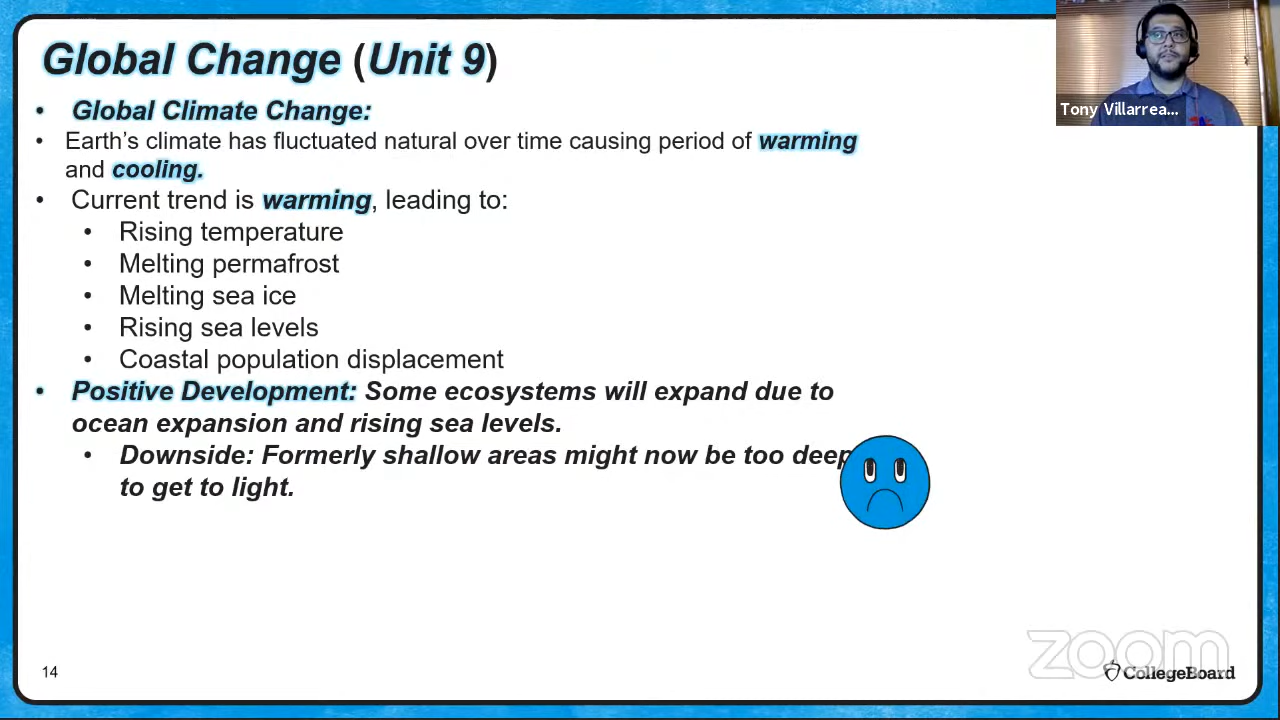 Global Change (Unit 9)
• Global Climate Change:
• Earth's climate has fluctuated natural over time causing period of warming
and cooling.
• Current trend is warming, leading to:
• Rising temperature
• Melting permafrost
• Melting sea ice
• Rising sea levels
• Coastal population displacement
• Positive Development: Some ecosystems will expand due to
ocean expansion and rising sea levels.
• Downside: Formerly shallow areas might now be too deep
to get to light.
Tony Villarrea...
14
zoom
CollegeBoard